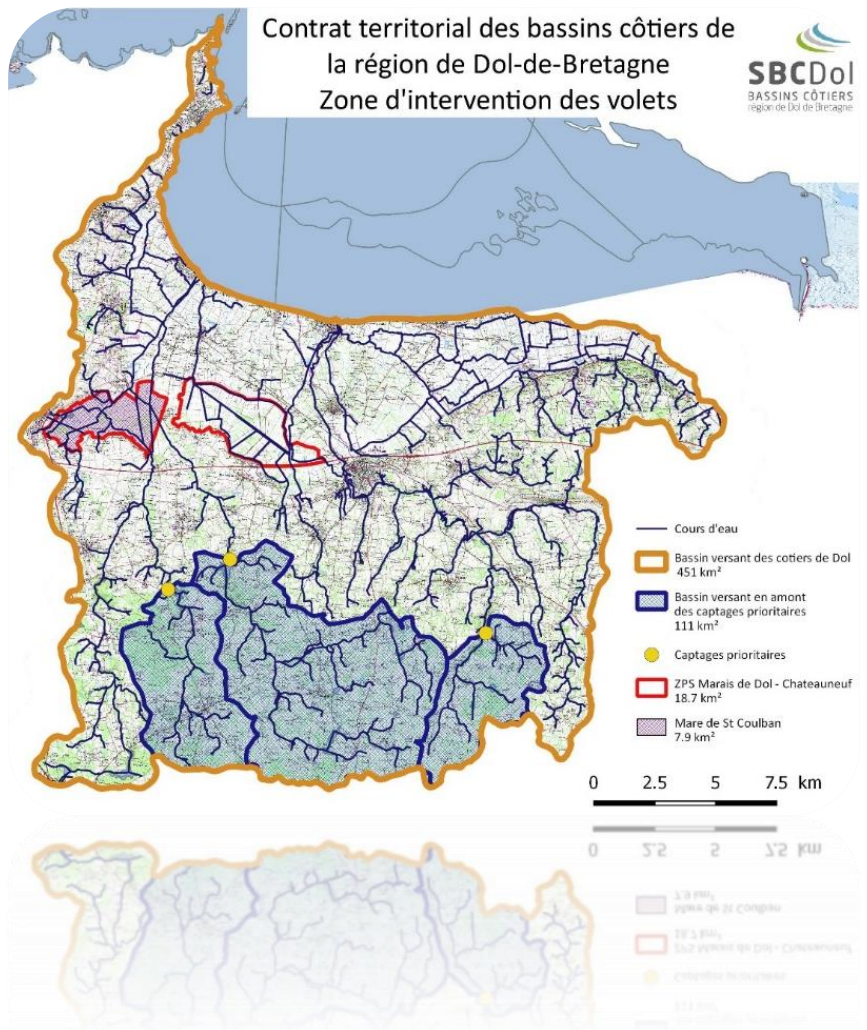 Contrat territorial des bassins côtiers de
la région de Dol-de-Bretagne
Zone d'intervention des volets
SBCDol
BASSINS CÔTIERS
région de Dol de Bretagne
Cours d'eau
Bassin versant des cotiers de Dol
451 km²
Bassin versant en amont
des captages prioritaires
111 km²
Captages prioritaires
ZPS Marais de Dol - Chateauneuf
18.7 km²
Mare de St Coulban
7.9 km²
0 2.5 5 7.5 km